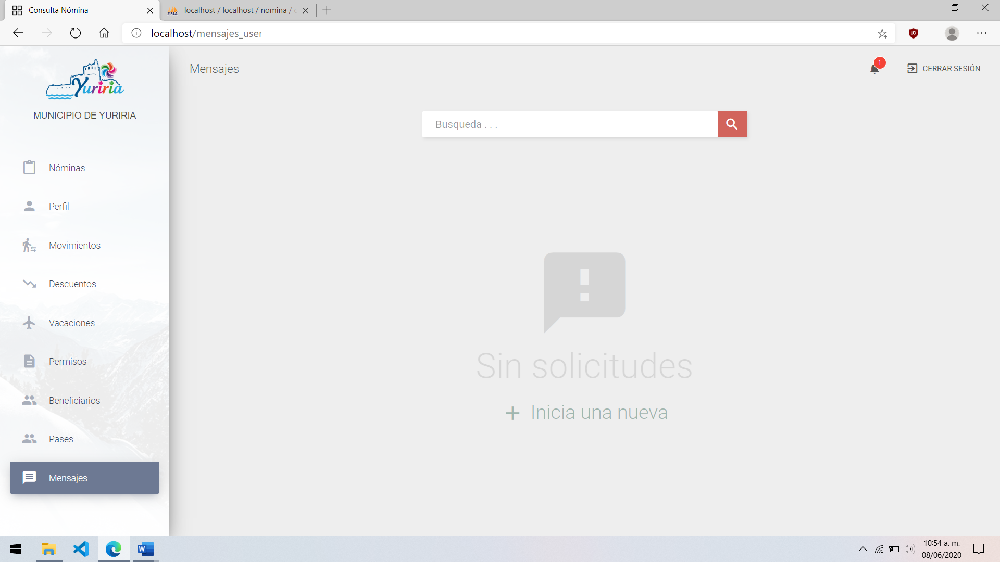 Consulta Nómina
localhost / localhost / nomina /
localhost/mensajes_user
Yuriria
MUNICIPIO DE YURIRIA
Nóminas
Perfil
Movimientos
Descuentos
Vacaciones
Permisos
Beneficiarios
Pases
Mensajes
Mensajes
1
CERRAR SESIÓN
Busqueda . . .
Sin solicitudes
+ Inicia una nueva
10:54 a. m.
08/06/2020